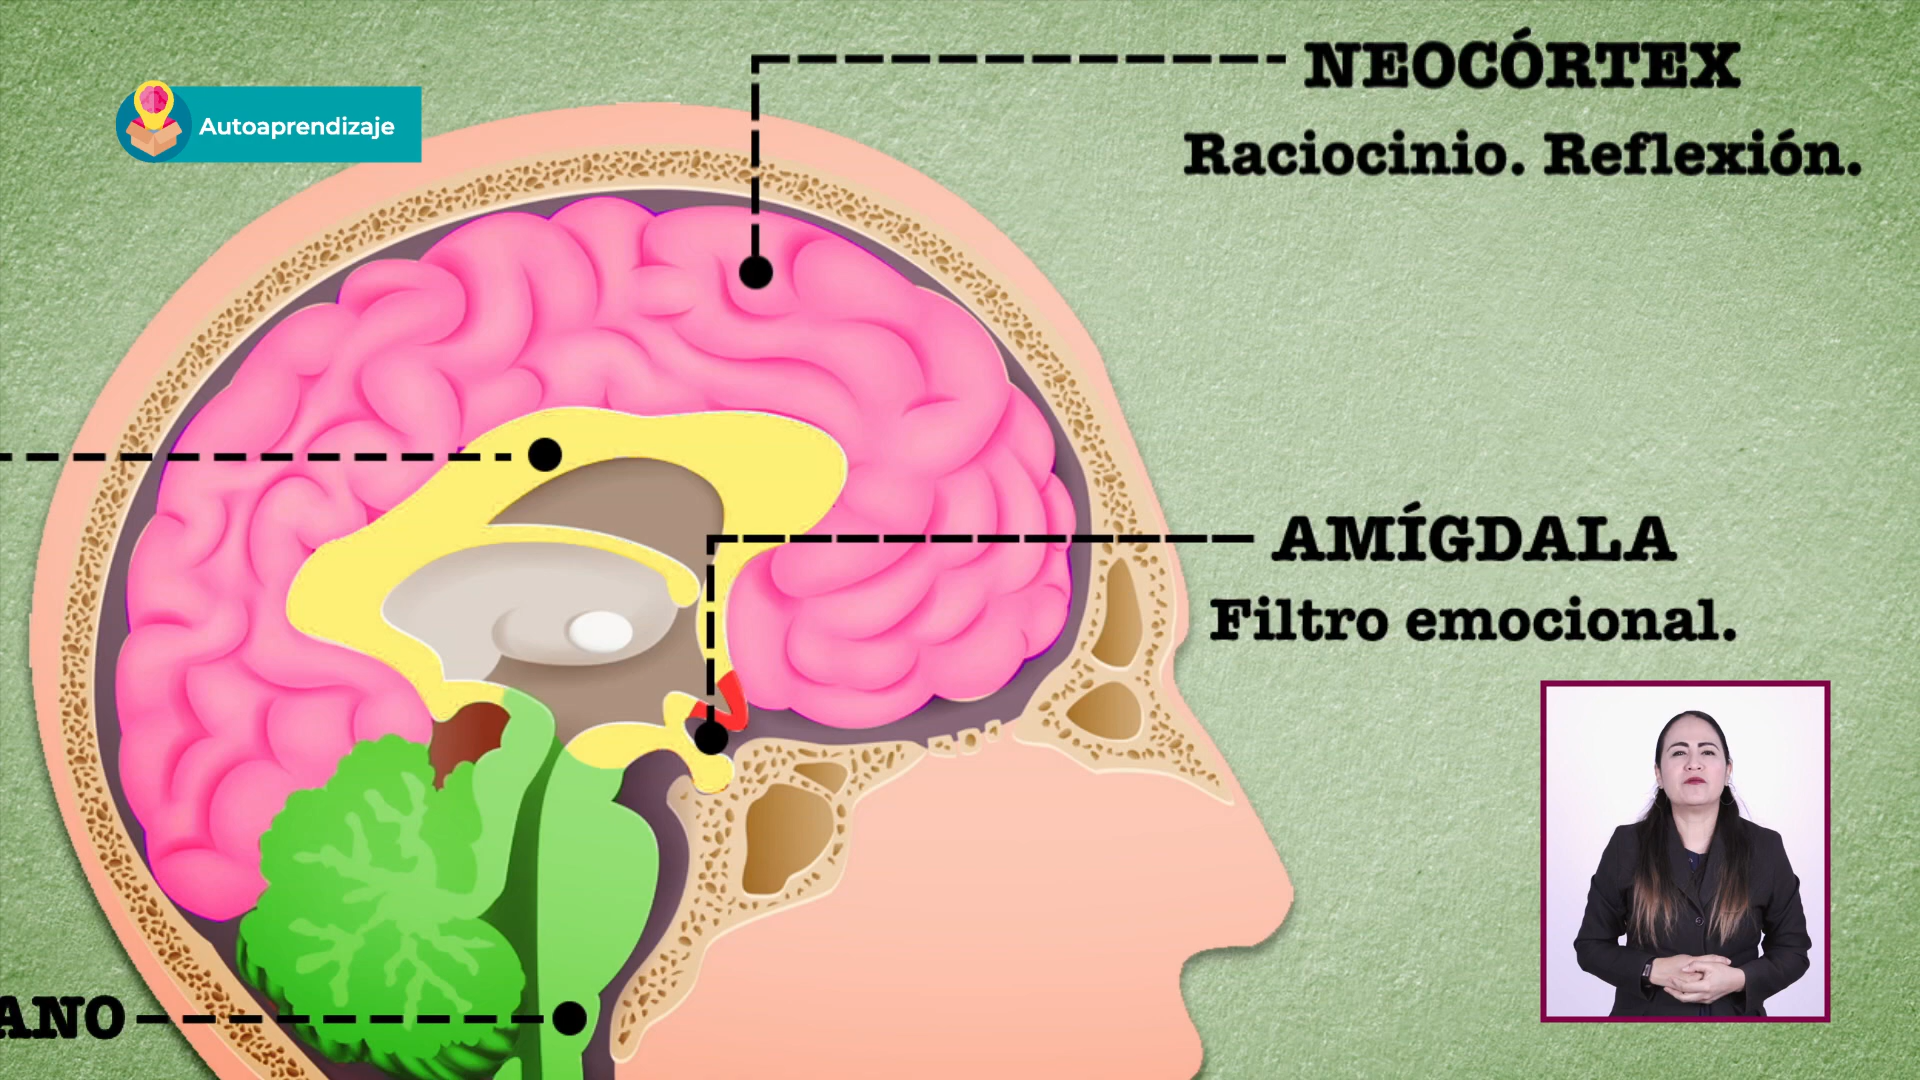 NEOCÓRTEX
Raciocinio. Reflexión.
Autoaprendizaje
AMÍGDALA
Filtro emocional.
ANO